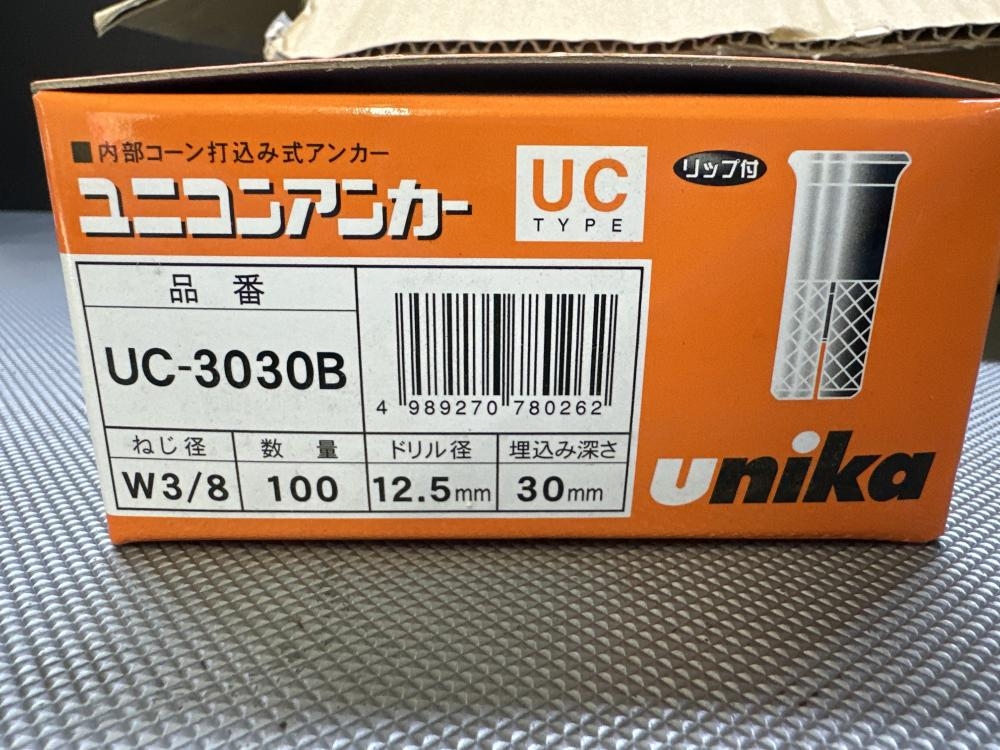 ■内部コーン打込み式アンカー
ユニコンアンカー
UC
TYPE
リップ付
品番
UC-3030B
4 989270 780262
ねじ径 数量 ドリル径 埋込み深さ
W3/8 100 12.5mm 30mm
unika